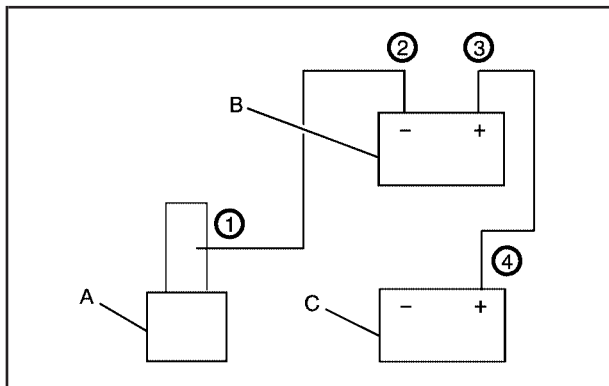 ② ③
B
− +
①
④
A
C
− +